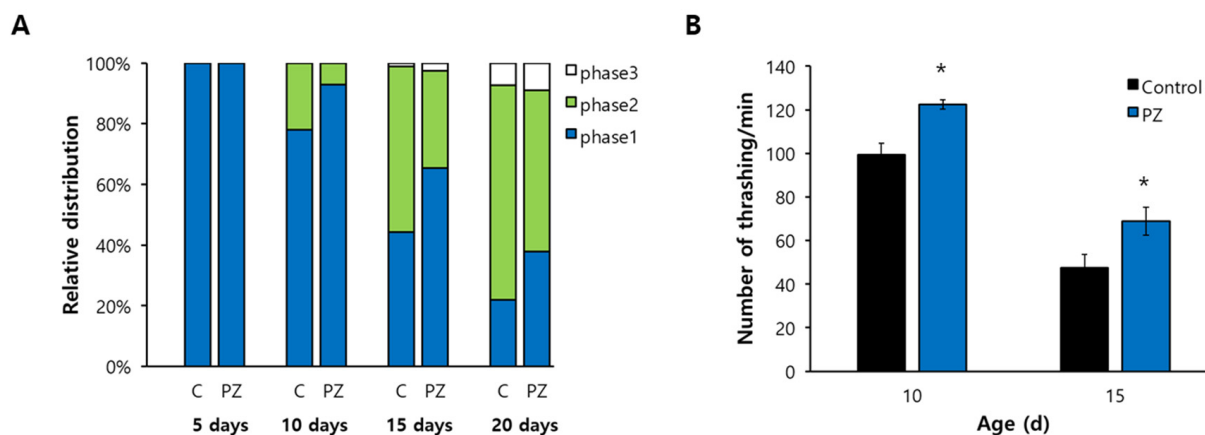 A
Relative distribution
100%
80%
60%
40%
20%
0%
C PZ C PZ C PZ C PZ
5 days 10 days 15 days 20 days
phase3
phase2
phase1
B
Number of thrashing/min
140
120
100
80
60
40
20
0
* *
10 15
Age (d)
Control
PZ